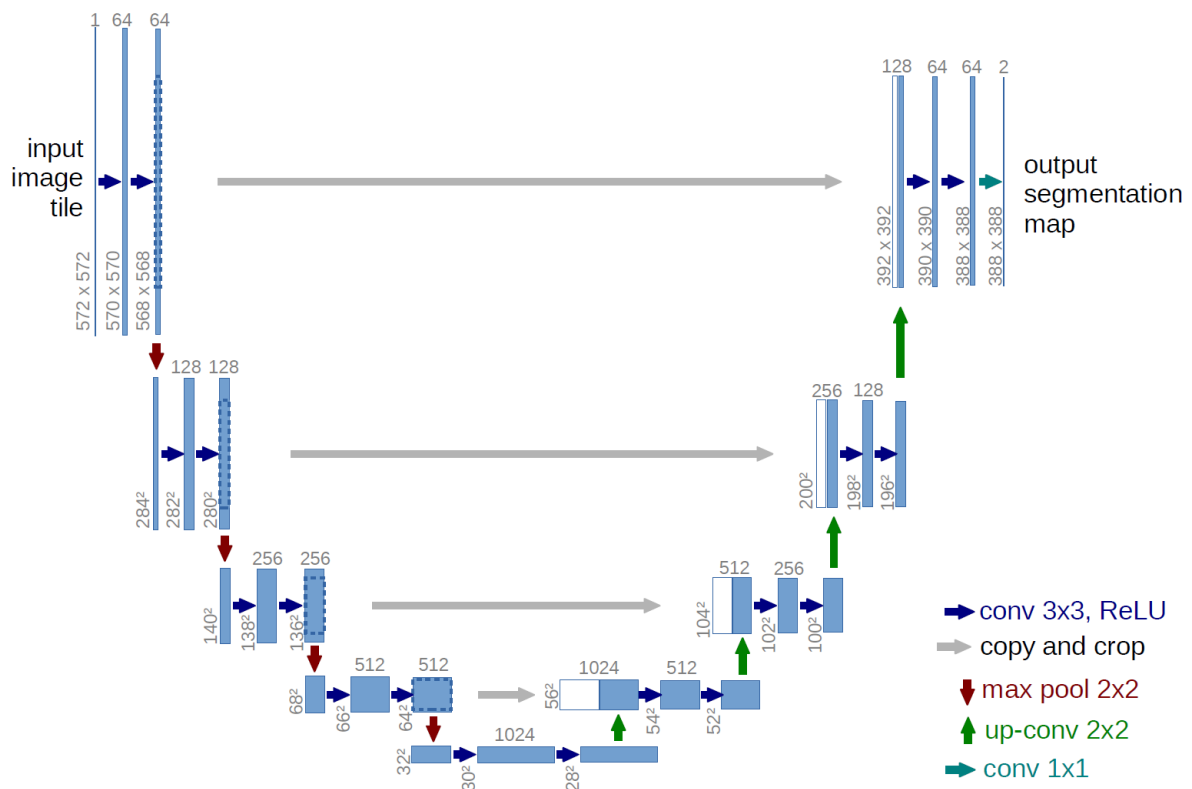 1 64 64
128 64 64 2
input
image
tile
output
segmentation
map
572 x 572
570 x 570
568 x 568
392 x 392
390 x 390
388 x 388
388 x 388
128 128
256 128
284²
282²
280²
200²
198²
196²
256 256
512 256
140²
138²
136²
104²
102²
100²
512 512
1024 512
68²
66²
64²
56²
54²
52²
1024
32²
30²
28²
conv 3x3, ReLU
copy and crop
max pool 2x2
up-conv 2x2
conv 1x1